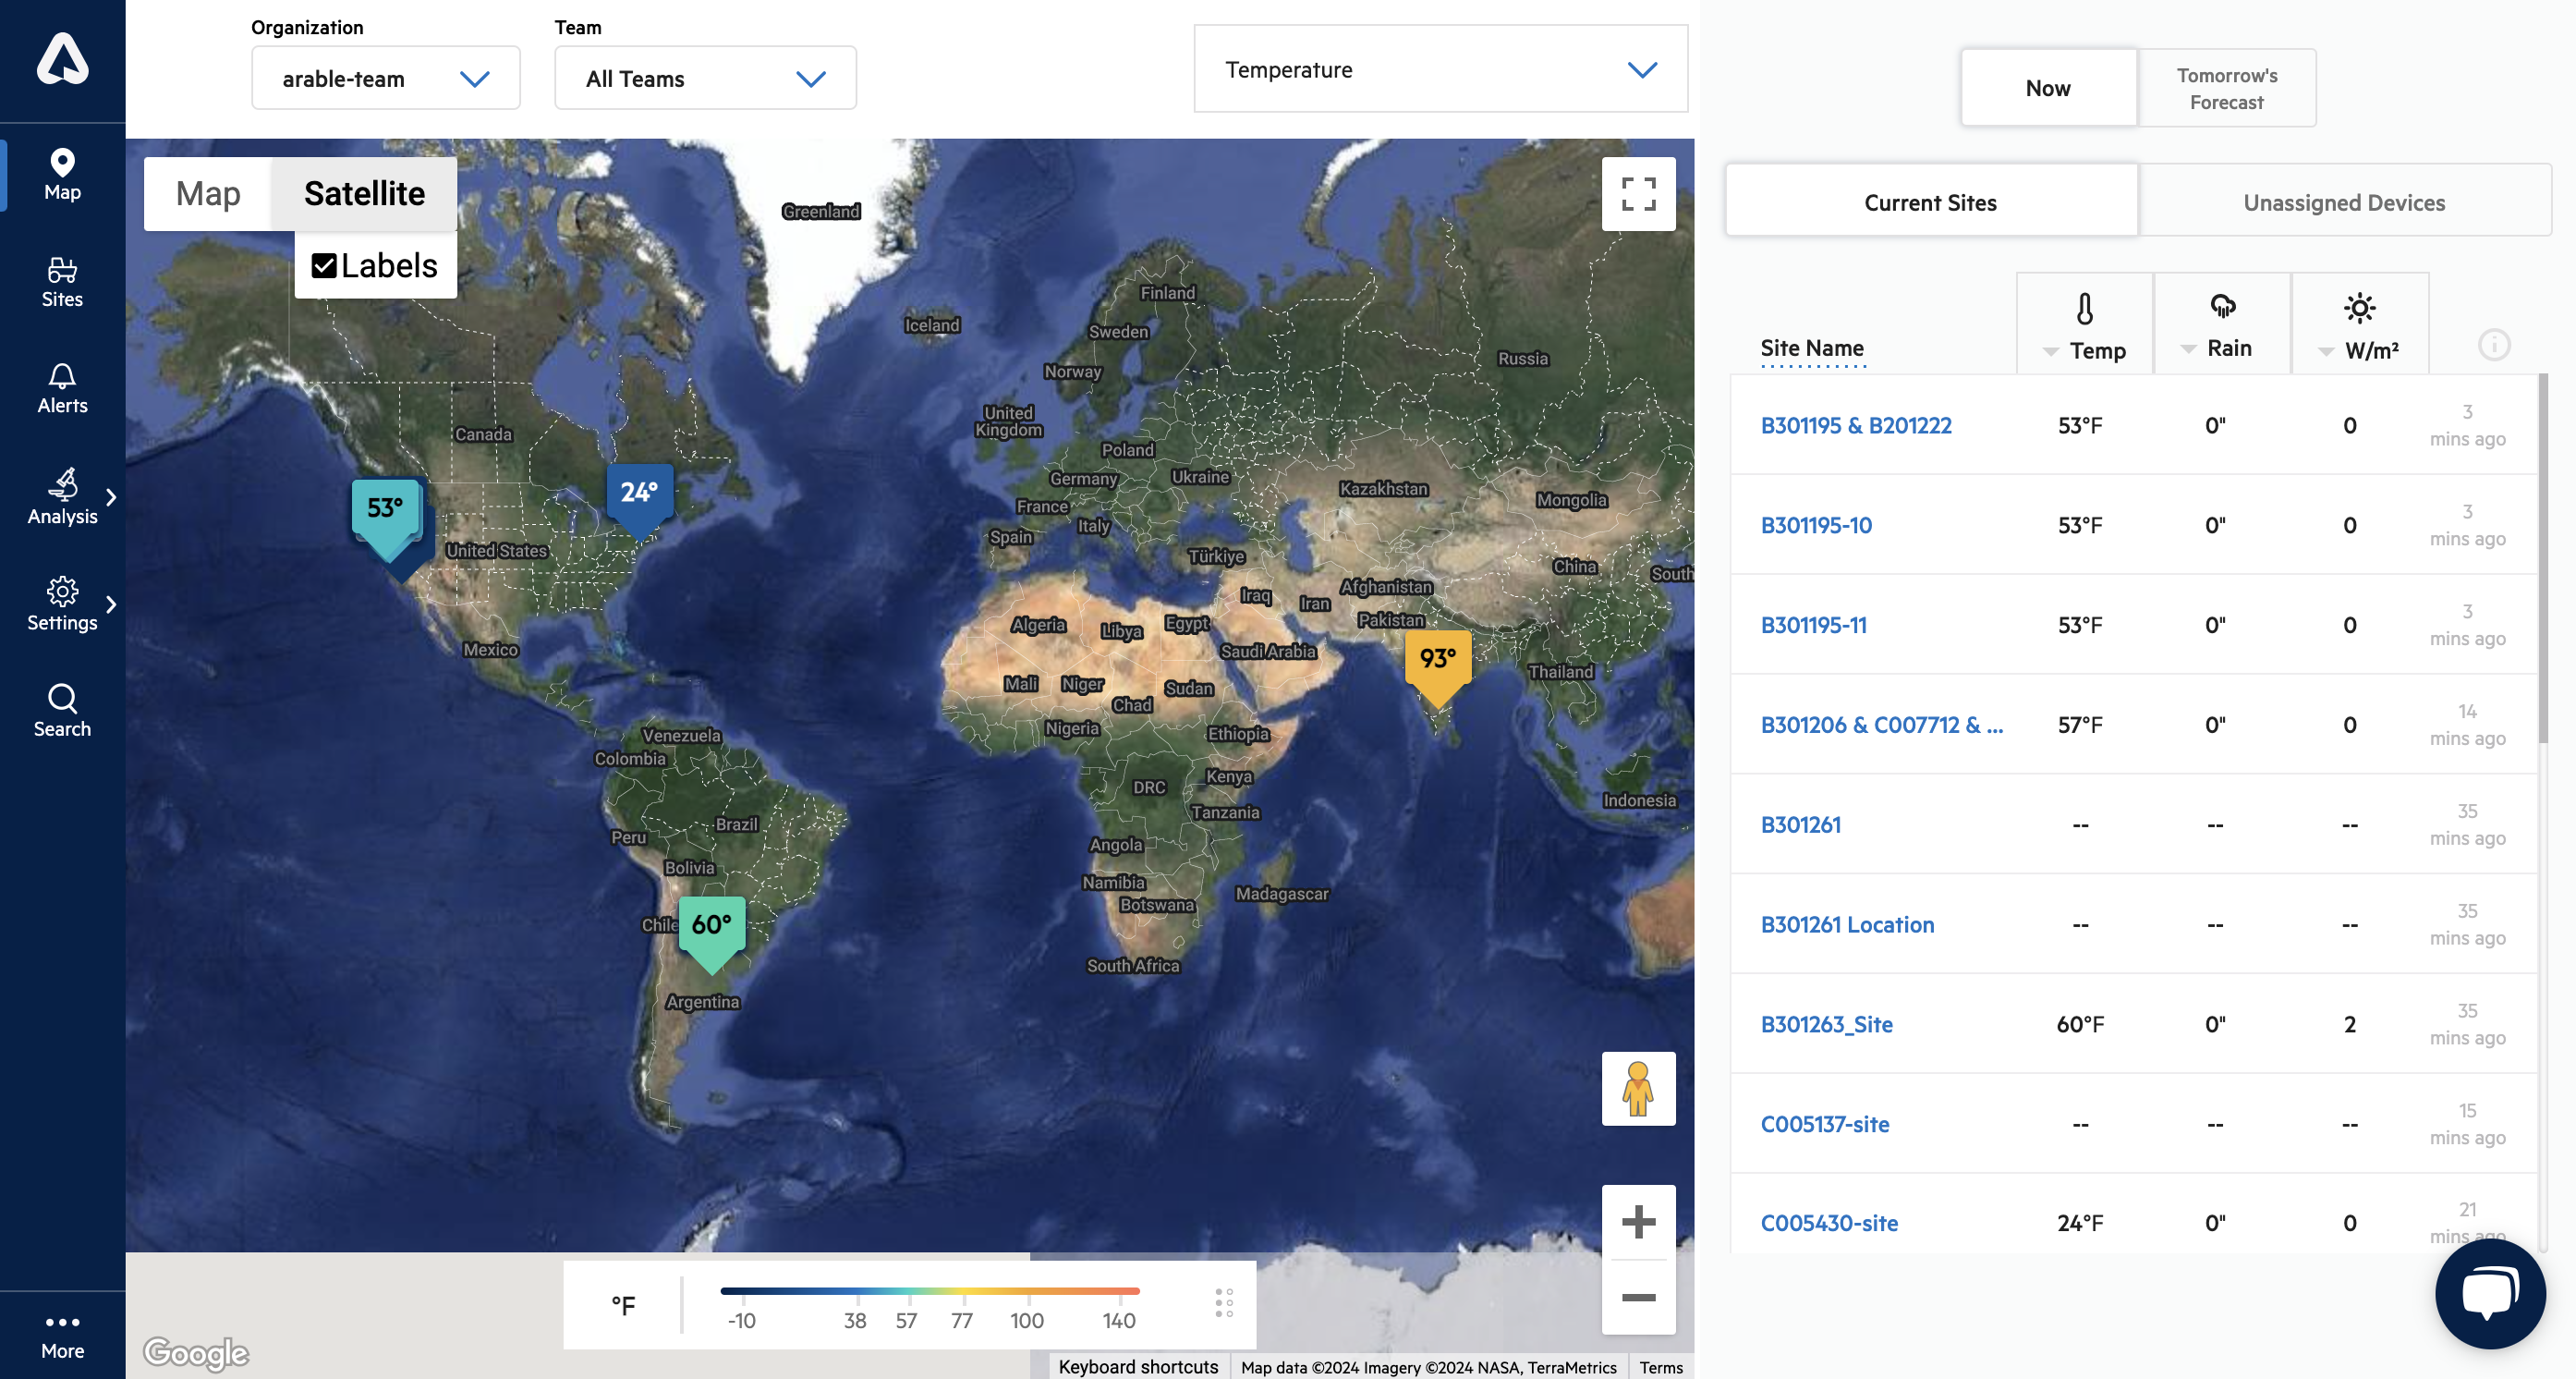 Organization
Team
arable-team
All Teams
Temperature
Now
Tomorrow's
Forecast
Current Sites
Unassigned Devices
Map
Sites
Alerts
Analysis
Settings
Search
More
Map
Satellite
Labels
Greenland
Iceland
Finland
Sweden
Norway
Russia
United
Kingdom
Canada
Poland
Germany
Ukraine
France
Kazakhstan
Mongolia
Italy
Spain
Türkiye
United States
China
South
Afghanistan
Iraq
Iran
Pakistan
Algeria
Libya
Egypt
Saudi Arabia
Mexico
Thailand
Mali
Niger
Sudan
Chad
Nigeria
Ethiopia
Venezuela
Colombia
Kenya
DRC
Indonesia
Tanzania
Brazil
Peru
Angola
Bolivia
Namibia
Madagascar
Botswana
Chile
South Africa
Argentina
53°
24°
93°
60°
°F
-10 38 57 77 100 140
Google
Keyboard shortcuts
Map data ©2024 Imagery ©2024 NASA, TerraMetrics
Terms
Site Name Temp Rain W/m²
B301195 & B201222 53°F 0" 0 3 mins ago
B301195-10 53°F 0" 0 3 mins ago
B301195-11 53°F 0" 0 3 mins ago
B301206 & C007712 & ... 57°F 0" 0 14 mins ago
B301261 -- -- -- 35 mins ago
B301261 Location -- -- -- 35 mins ago
B301263_Site 60°F 0" 2 35 mins ago
C005137-site -- -- -- 15 mins ago
C005430-site 24°F 0" 0 21 mins ago